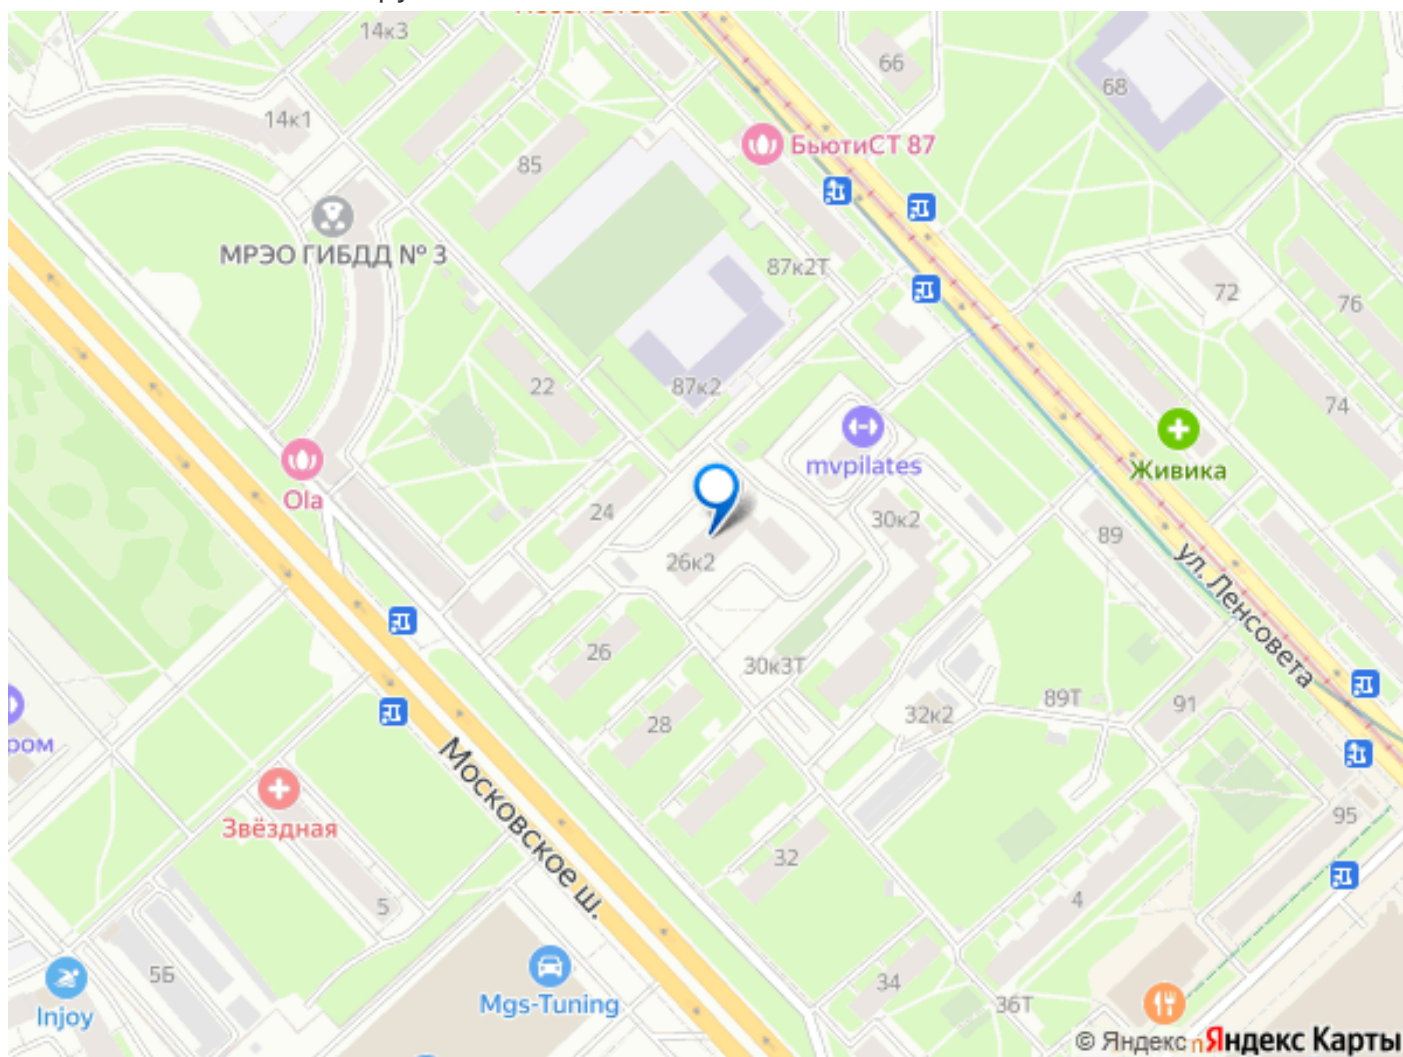 14к3
66
68
14к1
БьютиСТ 87
85
МРЭО ГИБДД № 3
87к2Т
72
76
22
87к2
74
mvpilates
Живика
Ola
24
30к2
89
26к2
ул. Ленсовета
26
30к3Т
28
32к2
89Т
91
ром
Московское ш.
Звёздная
95
32
5
4
5Б
34
Mgs-Tuning
36Т
Injoy
© Яндекс
Яндекс Карты